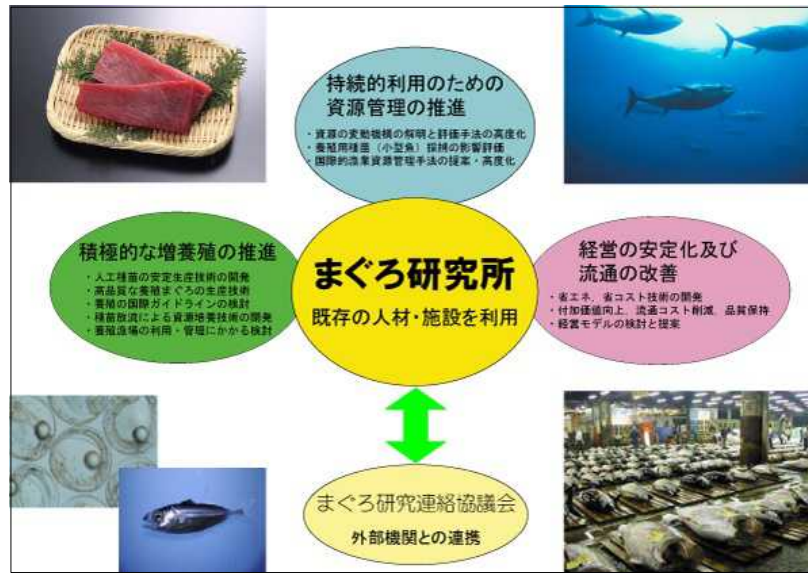 持続的利用のための
資源管理の推進
・資源の変動機構の解明と評価手法の高度化
・養殖用種苗（小型魚）採捕の影響評価
・国際的漁業資源管理手法の提案・高度化
積極的な増養殖の推進
・人工種苗の安定生産技術の開発
・高品質な養殖まぐろの生産技術
・養殖の国際ガイドラインの検討
・種苗放流による資源培養技術の開発
・養殖漁場の利用・管理にかかる検討
まぐろ研究所
既存の人材・施設を利用
経営の安定化及び
流通の改善
・省エネ、省コスト技術の開発
・付加価値向上、流通コスト削減、品質保持
・経営モデルの検討と提案
まぐろ研究連絡協議会
外部機関との連携